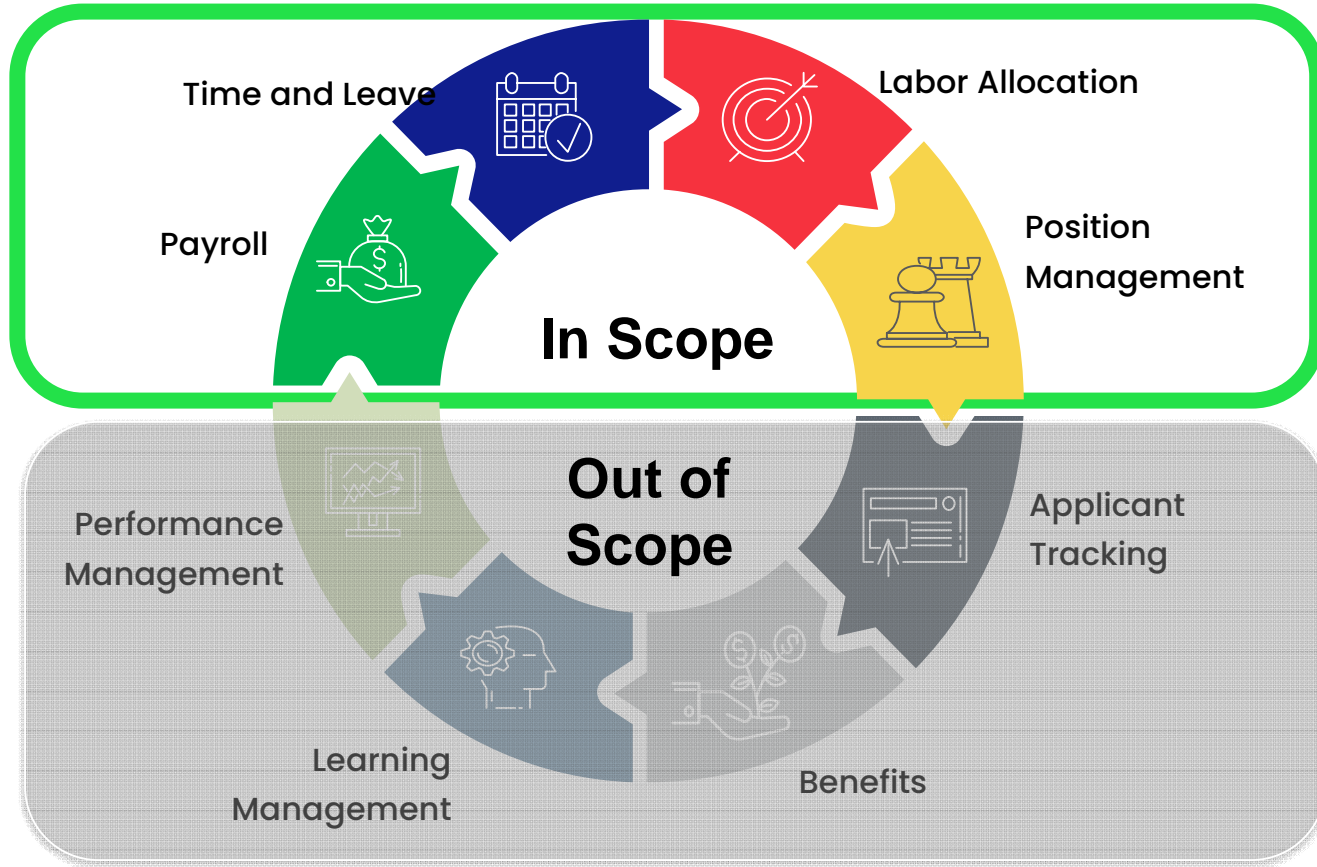 Time and Leave
Labor Allocation
Payroll
$
Position
Management
In Scope
Out of
Scope
Performance
Management
Applicant
Tracking
$
$
Learning
Management
Benefits